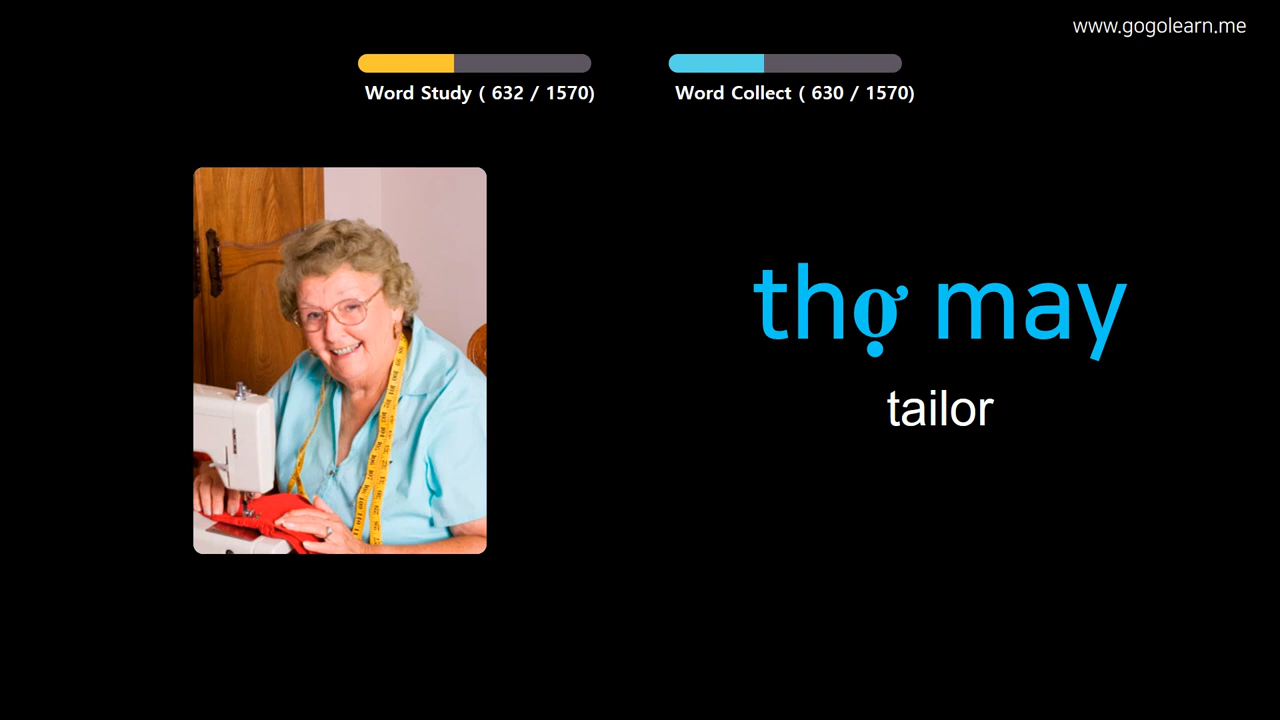 www.gogolearn.me
Word Study ( 632 / 1570)
Word Collect ( 630 / 1570)
thợ may
tailor